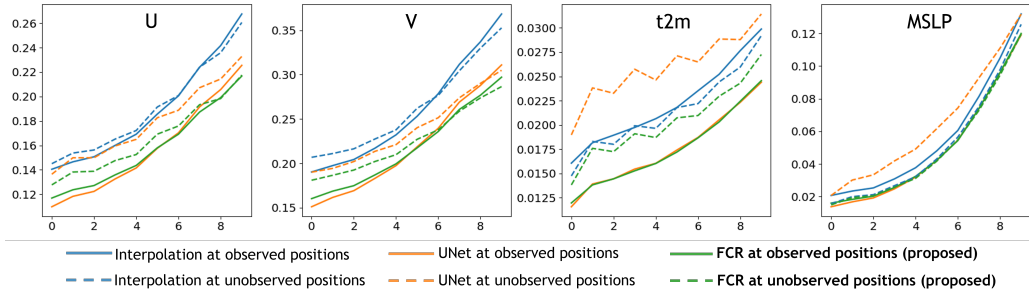 U
V
t2m
MSLP
0.26
0.24
0.22
0.20
0.18
0.16
0.14
0.12
0 2 4 6 8
0.35
0.30
0.25
0.20
0.15
0 2 4 6 8
0.0300
0.0275
0.0250
0.0225
0.0200
0.0175
0.0150
0.0125
0 2 4 6 8
0.12
0.10
0.08
0.06
0.04
0.02
0 2 4 6 8
Interpolation at observed positions
UNet at observed positions
FCR at observed positions (proposed)
Interpolation at unobserved positions
UNet at unobserved positions
FCR at unobserved positions (proposed)